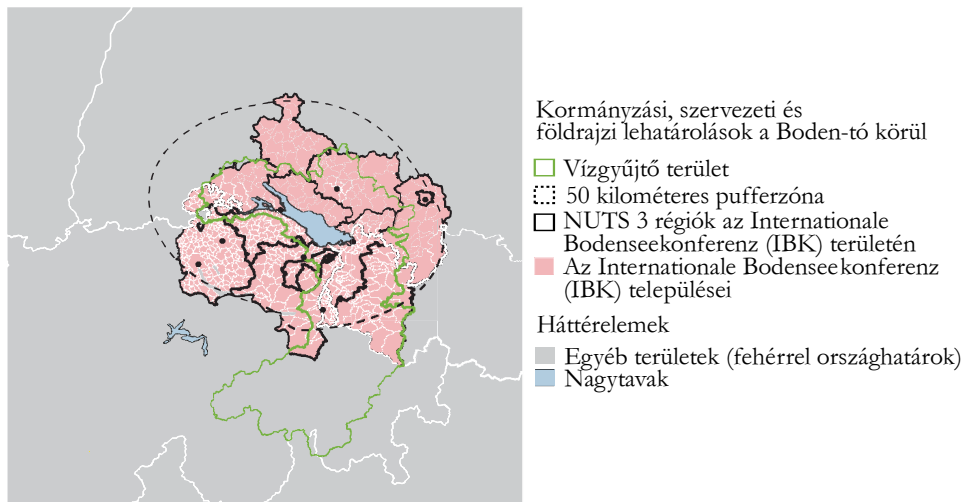 Kormányzási, szervezeti és
földrajzi lehatárolások a Boden-tó körül
Vízgyűjtő terület
50 kilométeres pufferzóna
NUTS 3 régiók az Internationale
Bodenseekonferenz (IBK) területén
Az Internationale Bodenseekonferenz
(IBK) települései
Háttérelemek
Egyéb területek (fehérrel országhatárok)
Nagytavak